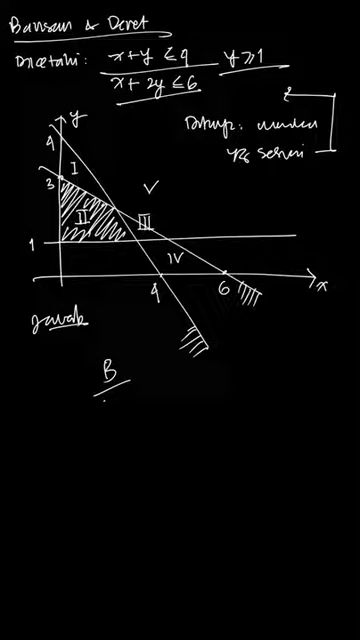 Barisan & Deret
Diketahui: x+y ≤ 4 y ≥ 1
x + 2y ≤ 6
y
4
I
3
V
II
III
1
IV
4
6
x
Jawab
B